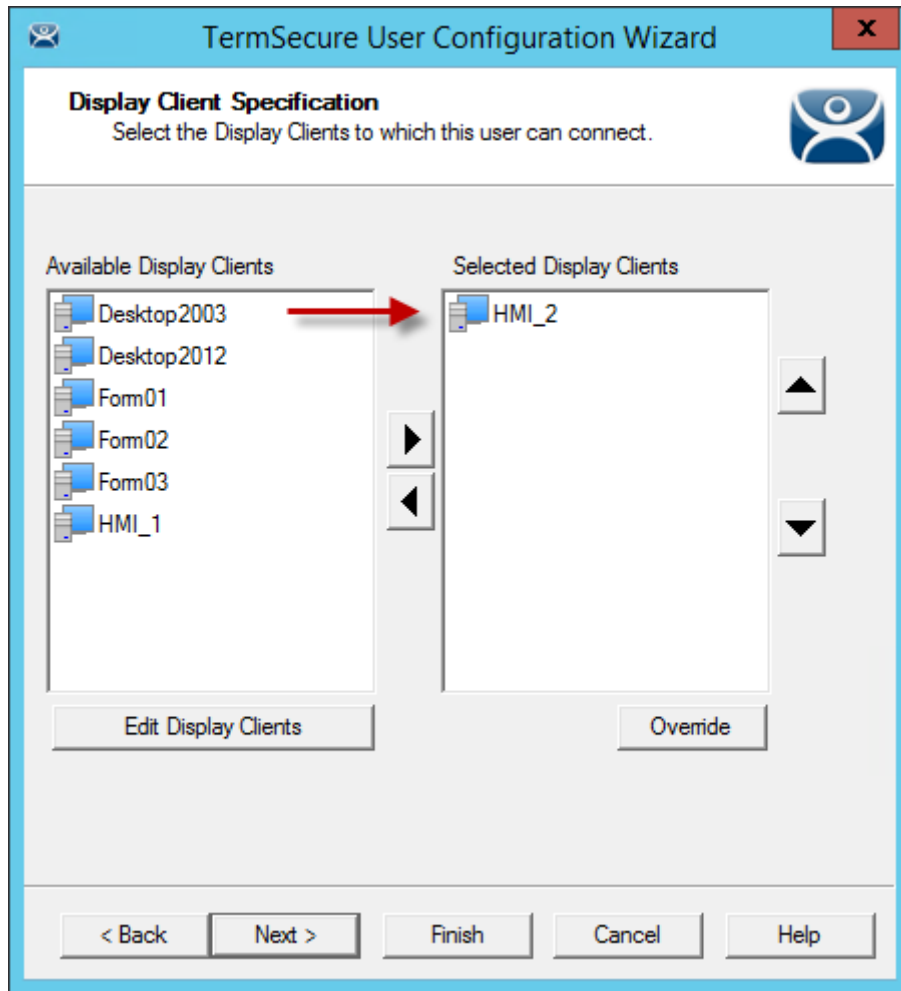 TermSecure User Configuration Wizard
x
Display Client Specification
Select the Display Clients to which this user can connect.
Available Display Clients
Selected Display Clients
Desktop2003
HMI_2
Desktop2012
Form01
Form02
Form03
HMI_1
Edit Display Clients
Override
< Back
Next >
Finish
Cancel
Help